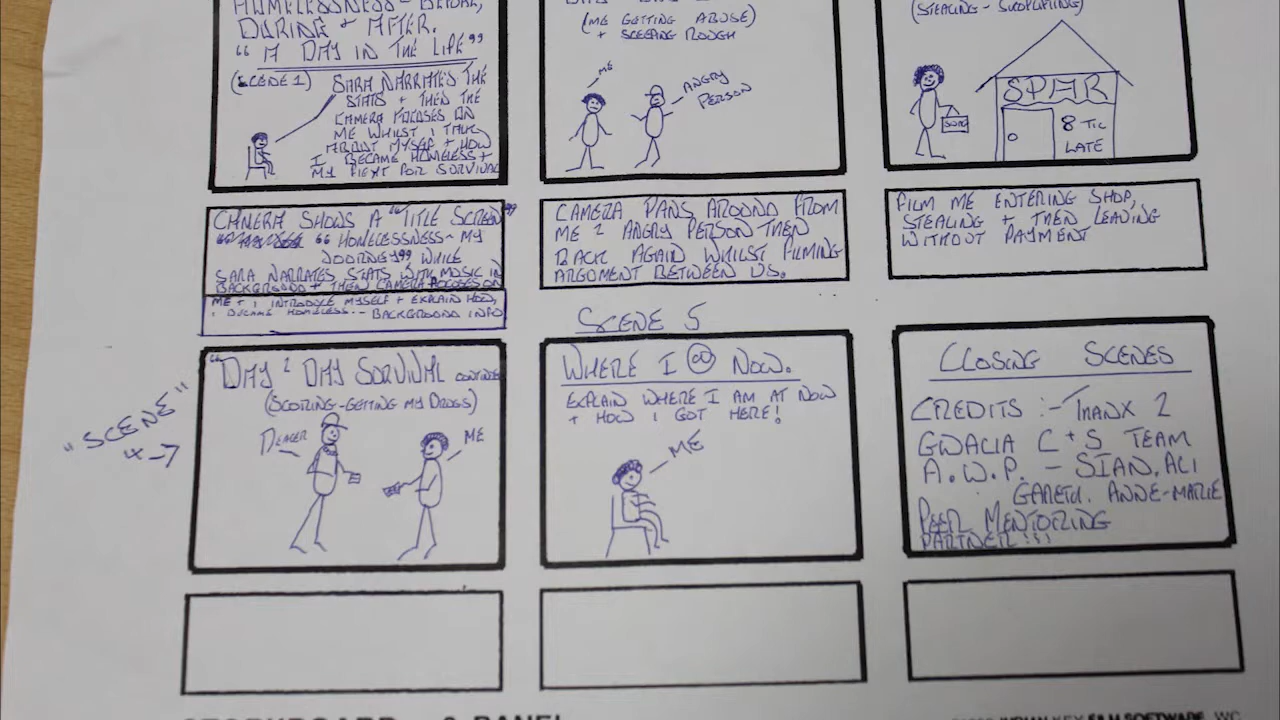 HOMELESSNESS - BEFORE,
DURING + AFTER.
"A DAY IN THE LIFE"
(SCENE 1)
SARA NARRATES THE
STATS + THEN THE
CAMERA FOCUSES ON
ME WHILST I TALK
ABOUT MYSELF + HOW
I BECAME HOMELESS +
MY FIGHT FOR SURVIVAL
(ME GETTING ABUSE)
+ SLEEPING ROUGH
ME
ANGRY
PERSON
(STEALING - SHOPLIFTING)
SPAR
8 TIL
LATE
CAMERA SHOWS A "TITLE SCREEN"
"HOMELESSNESS - MY
JOURNEY" WHILE
SARA NARRATES STATS WITH MUSIC IN
BACKGROUND + THEN CAMERA FOCUSES ON
ME + I INTRODUCE MYSELF + EXPLAIN HOW
I BECAME HOMELESS -- BACKGROUND INFO
CAMERA PANS AROUND FROM
ME 2 ANGRY PERSON THEN
BACK AGAIN WHILST FILMING
ARGUMENT BETWEEN US.
FILM ME ENTERING SHOP,
STEALING + THEN LEAVING
WITHOUT PAYMENT
"SCENE"
4 →
"DAY 2 DAY SURVIVAL CONTINUED
(SCORING - GETTING MY DRUGS)
DEALER
ME
SCENE 5
WHERE I NOW.
EXPLAIN WHERE I AM AT NOW
+ HOW I GOT HERE!
ME
CLOSING SCENES
CREDITS :- THANX 2
GWALIA C + S TEAM
A.W.P. - SIAN, ALI
GARETH. ANNE-MARIE
PEER MENTORING
PARTNER!!!